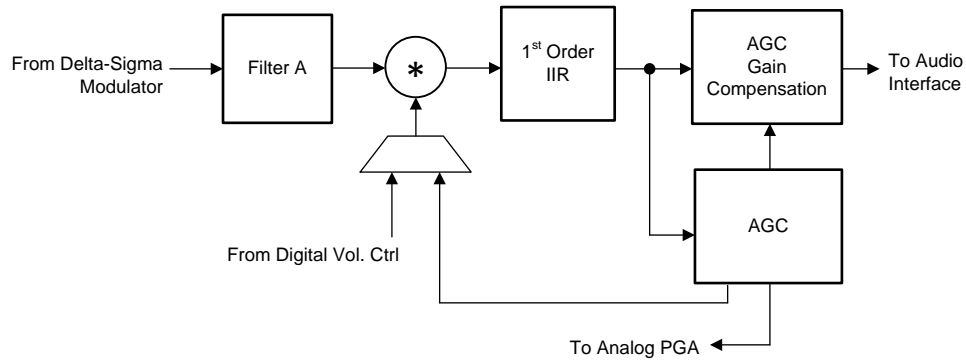 From Delta-Sigma
Modulator
Filter A
*
1st Order
IIR
AGC
Gain
Compensation
To Audio
Interface
From Digital Vol. Ctrl
AGC
To Analog PGA